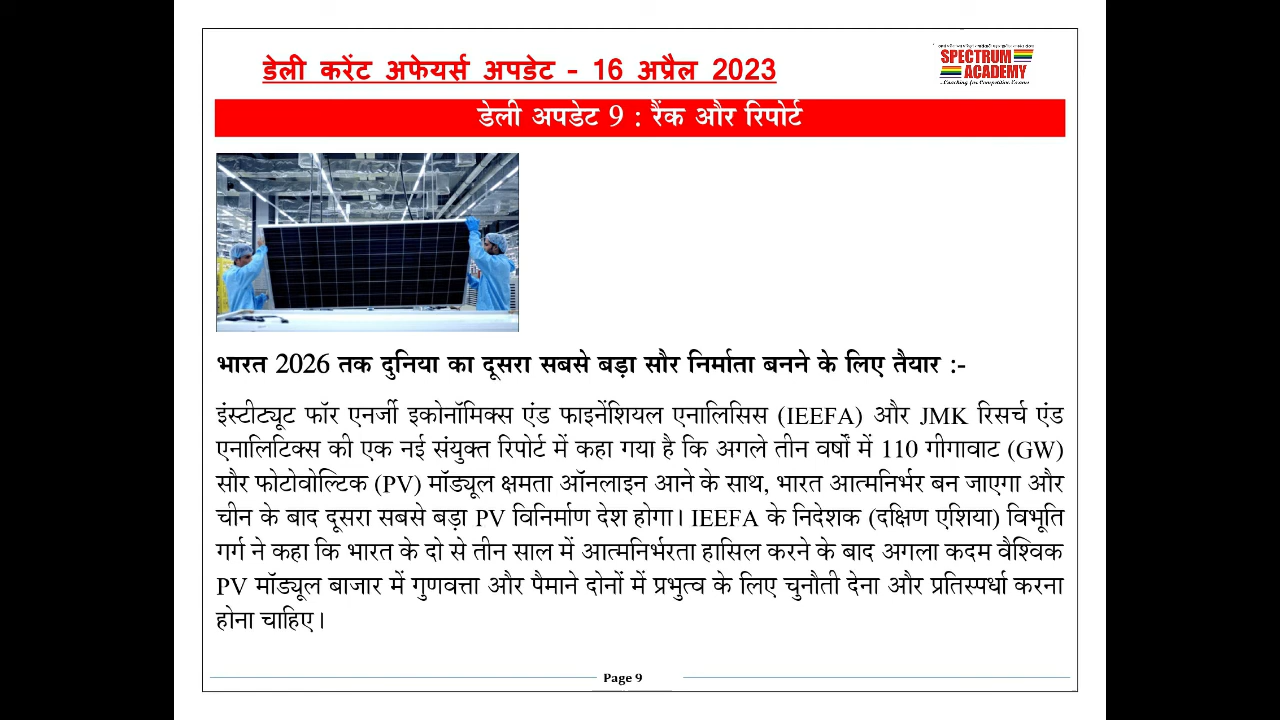 डेली करेंट अफेयर्स अपडेट - 16 अप्रैल 2023
SPECTRUM
ACADEMY
...Coaching for Competitive Exams
डेली अपडेट 9 : रैंक और रिपोर्ट
भारत 2026 तक दुनिया का दूसरा सबसे बड़ा सौर निर्माता बनने के लिए तैयार :-
इंस्टीट्यूट फॉर एनर्जी इकोनॉमिक्स एंड फाइनेंशियल एनालिसिस (IEEFA) और JMK रिसर्च एंड
एनालिटिक्स की एक नई संयुक्त रिपोर्ट में कहा गया है कि अगले तीन वर्षों में 110 गीगावाट (GW)
सौर फोटोवोल्टिक (PV) मॉड्यूल क्षमता ऑनलाइन आने के साथ, भारत आत्मनिर्भर बन जाएगा और
चीन के बाद दूसरा सबसे बड़ा PV विनिर्माण देश होगा। IEEFA के निदेशक (दक्षिण एशिया) विभूति
गर्ग ने कहा कि भारत के दो से तीन साल में आत्मनिर्भरता हासिल करने के बाद अगला कदम वैश्विक
PV मॉड्यूल बाजार में गुणवत्ता और पैमाने दोनों में प्रभुत्व के लिए चुनौती देना और प्रतिस्पर्धा करना
होना चाहिए।
Page 9